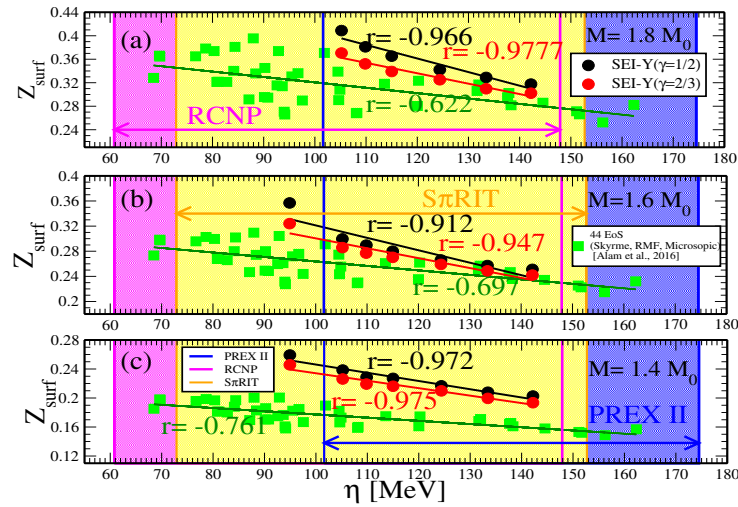 0.44
0.4
0.36
0.32
0.28
0.24
Z_surf
(a)
r= -0.966
r= -0.9777
r= -0.622
M= 1.8 M_0
SEI-Y(γ=1/2)
SEI-Y(γ=2/3)
RCNP
60 70 80 90 100 110 120 130 140 150 160 170 180
0.4
0.36
0.32
0.28
0.24
0.2
Z_surf
(b)
SπRIT
r= -0.912
r= -0.947
r= -0.697
M=1.6 M_0
44 EoS
(Skyrme, RMF, Microsopic)
[Alam et al., 2016]
60 70 80 90 100 110 120 130 140 150 160 170 180
0.28
0.24
0.2
0.16
0.12
Z_surf
(c)
PREX II
RCNP
SπRIT
r= -0.972
r= -0.975
r= -0.761
M= 1.4 M_0
PREX II
60 70 80 90 100 110 120 130 140 150 160 170 180
η [MeV]